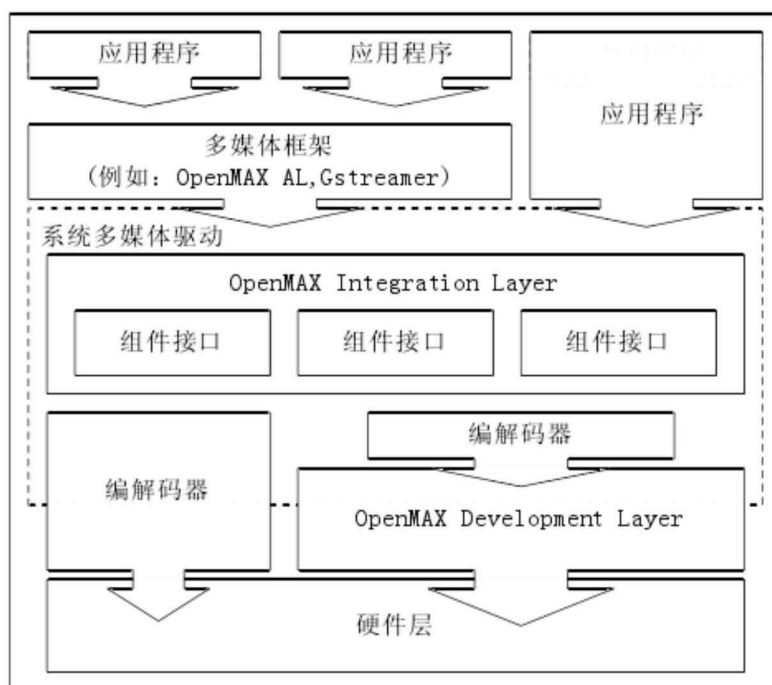 应用程序
应用程序
应用程序
多媒体框架
(例如: OpenMAX AL,Gstreamer)
系统多媒体驱动
OpenMAX Integration Layer
组件接口
组件接口
组件接口
编解码器
编解码器
OpenMAX Development Layer
硬件层